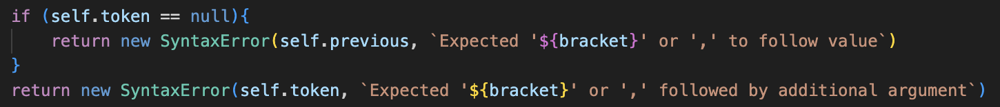 if (self.token == null){
    return new SyntaxError(self.previous, `Expected '${bracket}' or ',' to follow value`)
}
return new SyntaxError(self.token, `Expected '${bracket}' or ',' followed by additional argument`)